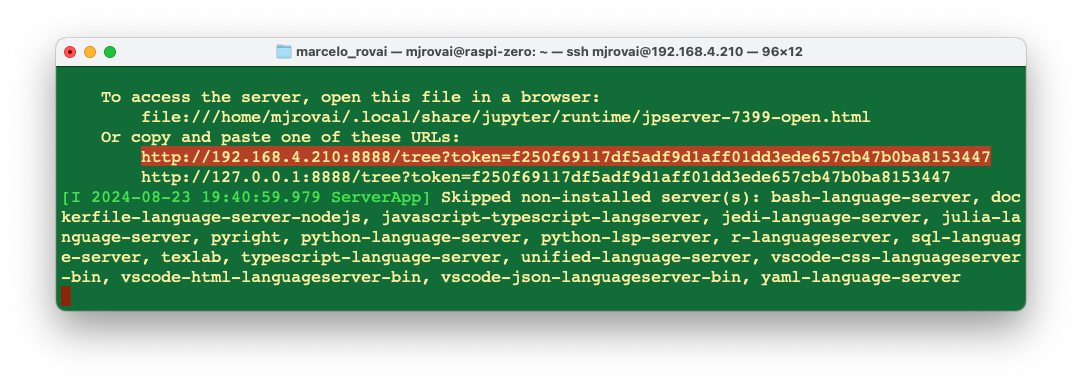 marcelo_rovai — mjrovai@raspi-zero: ~ — ssh mjrovai@192.168.4.210 — 96×12
To access the server, open this file in a browser:
file:///home/mjrovai/.local/share/jupyter/runtime/jpserver-7399-open.html
Or copy and paste one of these URLs:
http://192.168.4.210:8888/tree?token=f250f69117df5adf9d1aff01dd3ede657cb47b0ba8153447
http://127.0.0.1:8888/tree?token=f250f69117df5adf9d1aff01dd3ede657cb47b0ba8153447
[I 2024-08-23 19:40:59.979 ServerApp] Skipped non-installed server(s): bash-language-server, doc
kerfile-language-server-nodejs, javascript-typescript-langserver, jedi-language-server, julia-la
nguage-server, pyright, python-language-server, python-lsp-server, r-languageserver, sql-languag
e-server, texlab, typescript-language-server, unified-language-server, vscode-css-languageserver
-bin, vscode-html-languageserver-bin, vscode-json-languageserver-bin, yaml-language-server